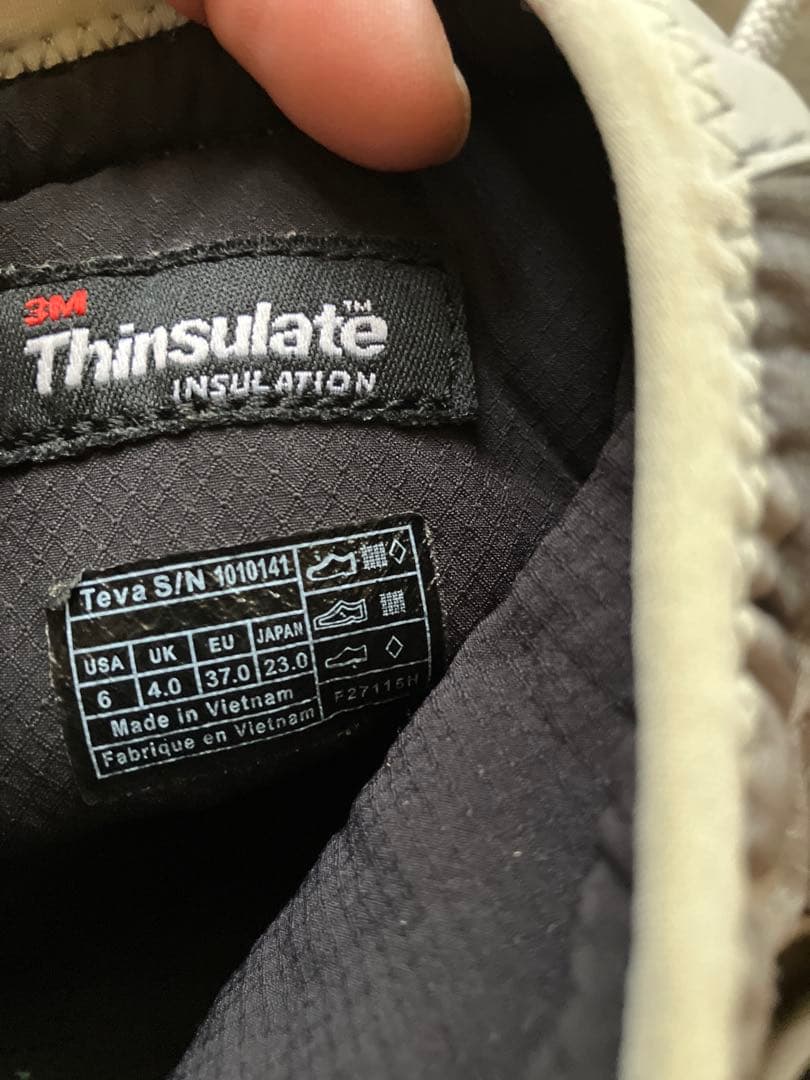 3M
Thinsulate™
INSULATION
Teva S/N 1010141
USA UK EU JAPAN
6 4.0 37.0 23.0
Made in Vietnam
Fabrique en Vietnam
F27115H